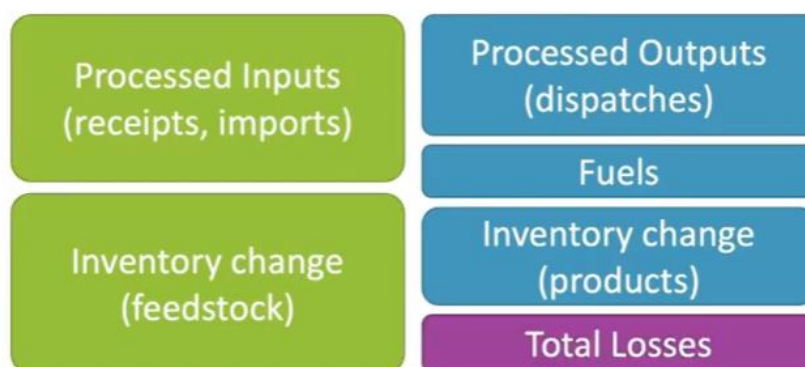 Processed Inputs
(receipts, imports)
Inventory change
(feedstock)
Processed Outputs
(dispatches)
Fuels
Inventory change
(products)
Total Losses